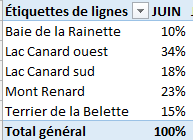 Étiquettes de lignes JUIN
Baie de la Rainette 10%
Lac Canard ouest 34%
Lac Canard sud 18%
Mont Renard 23%
Terrier de la Belette 15%
Total général 100%